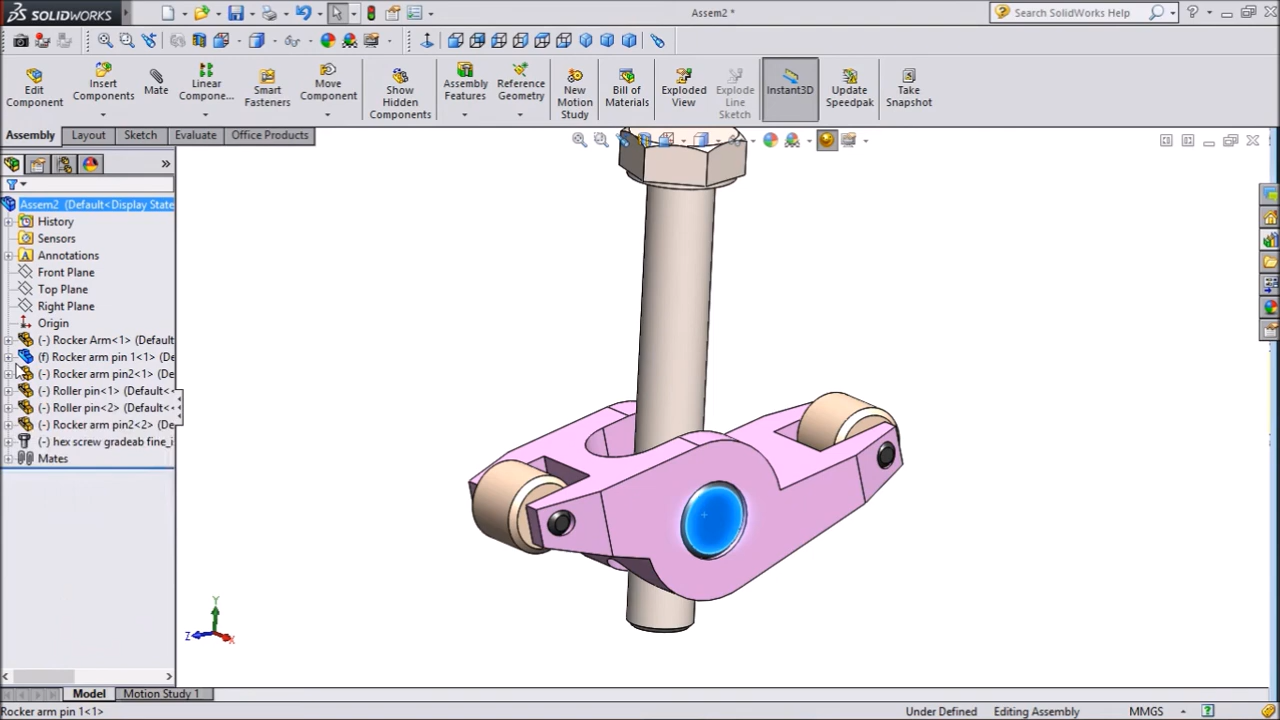 SOLIDWORKS
Assem2 *
Search SolidWorks Help
Edit Component
Insert Components
Mate
Linear Compone...
Smart Fasteners
Move Component
Show Hidden Components
Assembly Features
Reference Geometry
New Motion Study
Bill of Materials
Exploded View
Explode Line Sketch
Instant3D
Update Speedpak
Take Snapshot
Assembly
Layout
Sketch
Evaluate
Office Products
Assem2 (Default<Display State
History
Sensors
Annotations
Front Plane
Top Plane
Right Plane
Origin
(-) Rocker Arm<1> (Default
(f) Rocker arm pin 1<1> (De
(-) Rocker arm pin2<1> (De
(-) Roller pin<1> (Default<
(-) Roller pin<2> (Default<
(-) Rocker arm pin2<2> (De
(-) hex screw gradeab fine_i
Mates
Y
Z
X
Model
Motion Study 1
Rocker arm pin 1<1>
Under Defined
Editing Assembly
MMGS